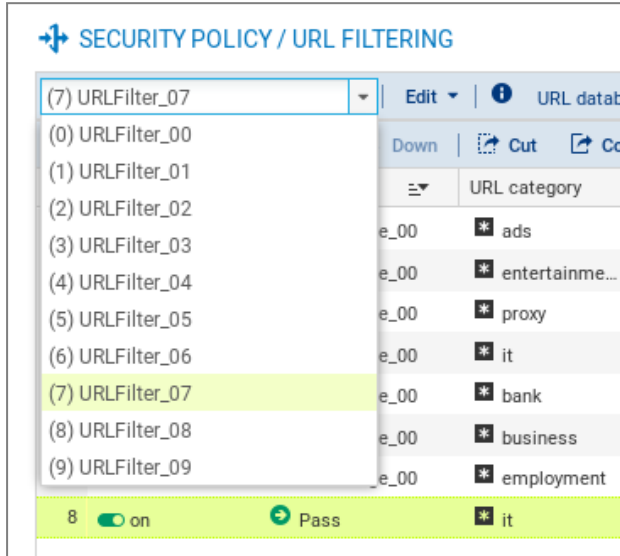 SECURITY POLICY / URL FILTERING
(7) URLFilter_07 Edit URL datab
(0) URLFilter_00 Down Cut Co
(1) URLFilter_01 URL category
(2) URLFilter_02 e_00 ads
(3) URLFilter_03 e_00 entertainme...
(4) URLFilter_04 e_00 proxy
(5) URLFilter_05
(6) URLFilter_06 e_00 it
(7) URLFilter_07 e_00 bank
(8) URLFilter_08 e_00 business
(9) URLFilter_09 e_00 employment
8 on Pass it